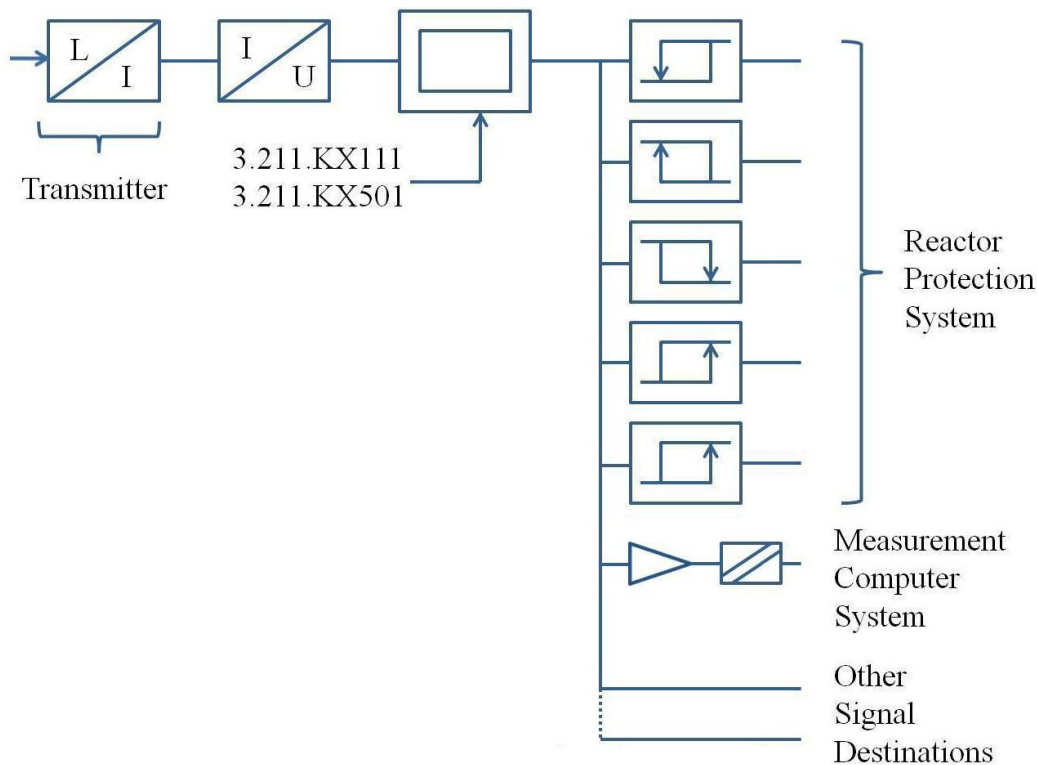 L
I
I
U
Transmitter
3.211.KX111
3.211.KX501
Reactor
Protection
System
Measurement
Computer
System
Other
Signal
Destinations